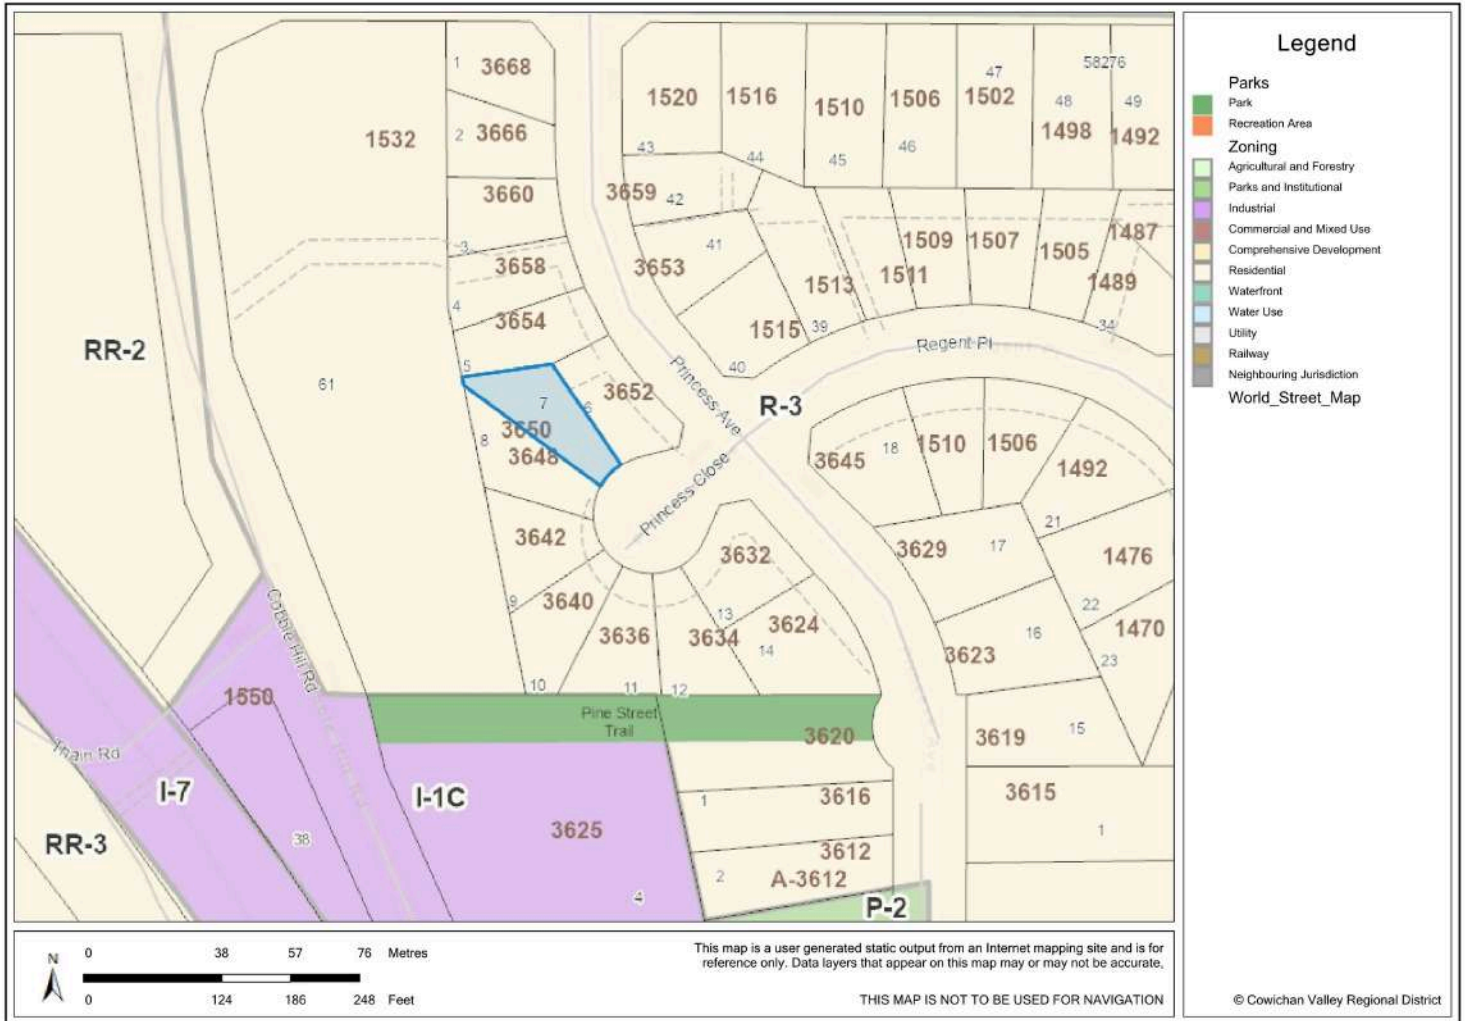 1
3668
1520
1516
1510
1506
47
1502
58276
48
49
1498
1492
1532
2
3666
43
44
45
46
3660
3659
42
3
3658
3653
41
1513
1511
1509
1507
1505
1487
1489
4
3654
1515
39
34
RR-2
61
5
40
Regent Pl
Princess Ave
R-3
3652
7
6
3650
8
3648
3645
18
1510
1506
1492
Princess Close
21
3642
3632
3629
17
1476
9
3640
13
22
3636
3634
3624
14
16
1470
3623
23
10
11
12
Cobble Hill Rd
1550
Pine Street
Trail
3620
3619
15
Train Rd
I-7
I-1C
1
3616
3615
3625
1
RR-3
38
3612
2
A-3612
4
P-2
Legend
Parks
Park
Recreation Area
Zoning
Agricultural and Forestry
Parks and Institutional
Industrial
Commercial and Mixed Use
Comprehensive Development
Residential
Waterfront
Water Use
Utility
Railway
Neighbouring Jurisdiction
World_Street_Map
N
0 38 57 76 Metres
0 124 186 248 Feet
This map is a user generated static output from an Internet mapping site and is for
reference only. Data layers that appear on this map may or may not be accurate,
THIS MAP IS NOT TO BE USED FOR NAVIGATION
© Cowichan Valley Regional District